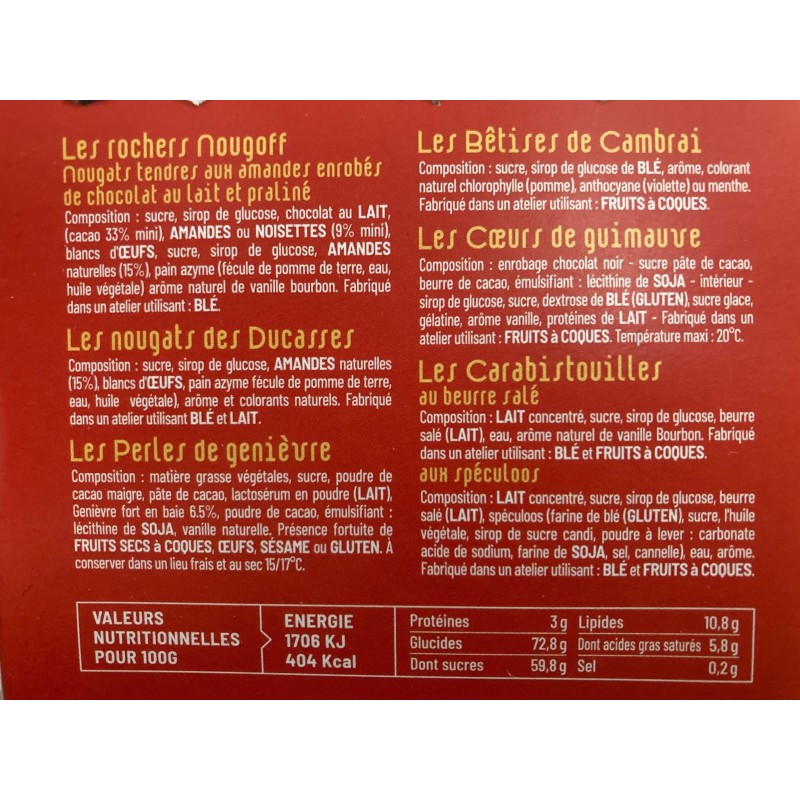 Les rochers Nougoff
Nougats tendres aux amandes enrobés
de chocolat au lait et praliné
Composition : sucre, sirop de glucose, chocolat au LAIT,
(cacao 33% mini), AMANDES ou NOISETTES (9% mini),
blancs d'ŒUFS, sucre, sirop de glucose, AMANDES
naturelles (15%), pain azyme (fécule de pomme de terre, eau,
huile végétale) arôme naturel de vanille bourbon. Fabriqué
dans un atelier utilisant : BLÉ.
Les nougats des Ducasses
Composition : sucre, sirop de glucose, AMANDES naturelles
(15%), blancs d'ŒUFS, pain azyme fécule de pomme de terre,
eau, huile végétale), arôme et colorants naturels. Fabriqué
dans un atelier utilisant BLÉ et LAIT.
Les Perles de genièvre
Composition : matière grasse végétales, sucre, poudre de
cacao maigre, pâte de cacao, lactosérum en poudre (LAIT),
Genièvre fort en baie 6.5%, poudre de cacao, émulsifiant :
lécithine de SOJA, vanille naturelle. Présence fortuite de
FRUITS SECS à COQUES, ŒUFS, SÉSAME ou GLUTEN. À
conserver dans un lieu frais et au sec 15/17°C.
Les Bêtises de Cambrai
Composition : sucre, sirop de glucose de BLÉ, arôme, colorant
naturel chlorophylle (pomme), anthocyane (violette) ou menthe.
Fabriqué dans un atelier utilisant : FRUITS à COQUES.
Les Cœurs de guimauve
Composition : enrobage chocolat noir - sucre pâte de cacao,
beurre de cacao, émulsifiant : lécithine de SOJA - intérieur -
sirop de glucose, sucre, dextrose de BLÉ (GLUTEN), sucre glace,
gélatine, arôme vanille, protéines de LAIT - Fabriqué dans un
atelier utilisant : FRUITS à COQUES. Température maxi : 20°C.
Les Carabistouilles
au beurre salé
Composition : LAIT concentré, sucre, sirop de glucose, beurre
salé (LAIT), eau, arôme naturel de vanille Bourbon. Fabriqué
dans un atelier utilisant : BLÉ et FRUITS à COQUES.
aux spéculoos
Composition : LAIT concentré, sucre, sirop de glucose, beurre
salé (LAIT), spéculoos (farine de blé (GLUTEN), sucre, l'huile
végétale, sirop de sucre candi, poudre à lever : carbonate
acide de sodium, farine de SOJA, sel, cannelle), eau, arôme.
Fabriqué dans un atelier utilisant : BLÉ et FRUITS à COQUES.
VALEURS
NUTRITIONNELLES
POUR 100G
ENERGIE
1706 KJ
404 Kcal
Protéines 3 g Lipides 10,8 g
Glucides 72,8 g Dont acides gras saturés 5,8 g
Dont sucres 59,8 g Sel 0,2 g